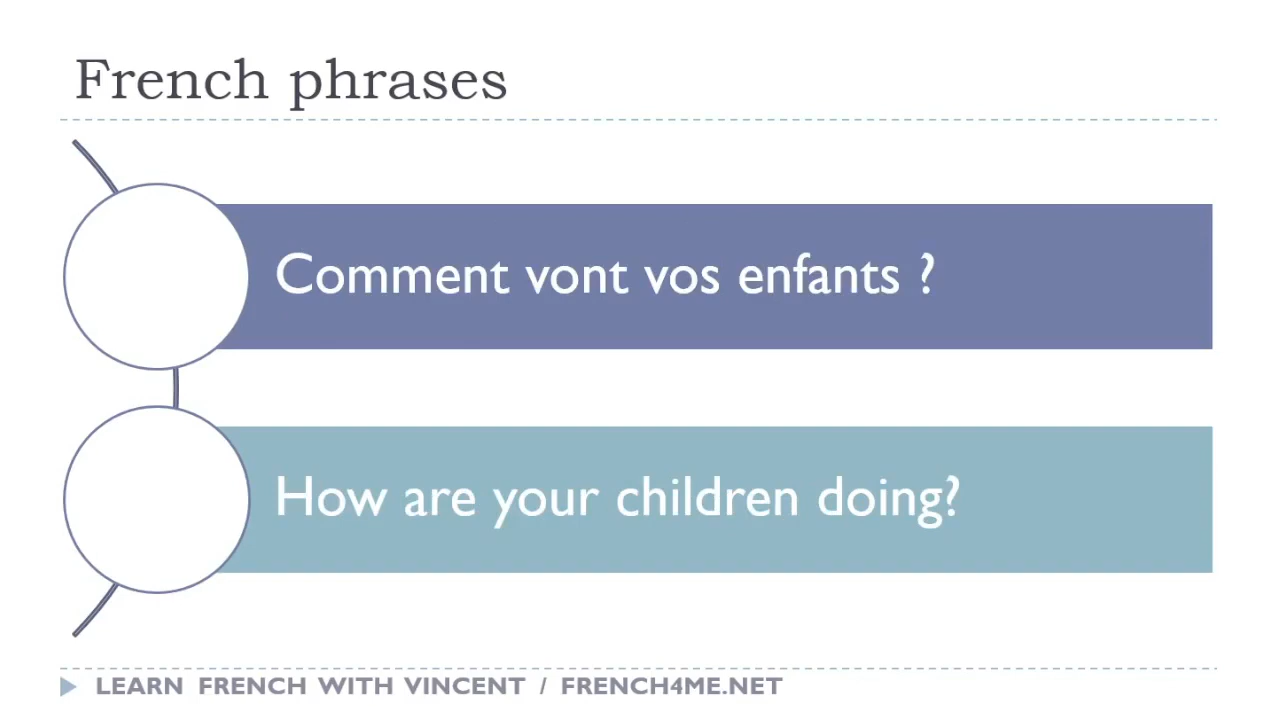 French phrases
Comment vont vos enfants ?
How are your children doing?
LEARN FRENCH WITH VINCENT / FRENCH4ME.NET